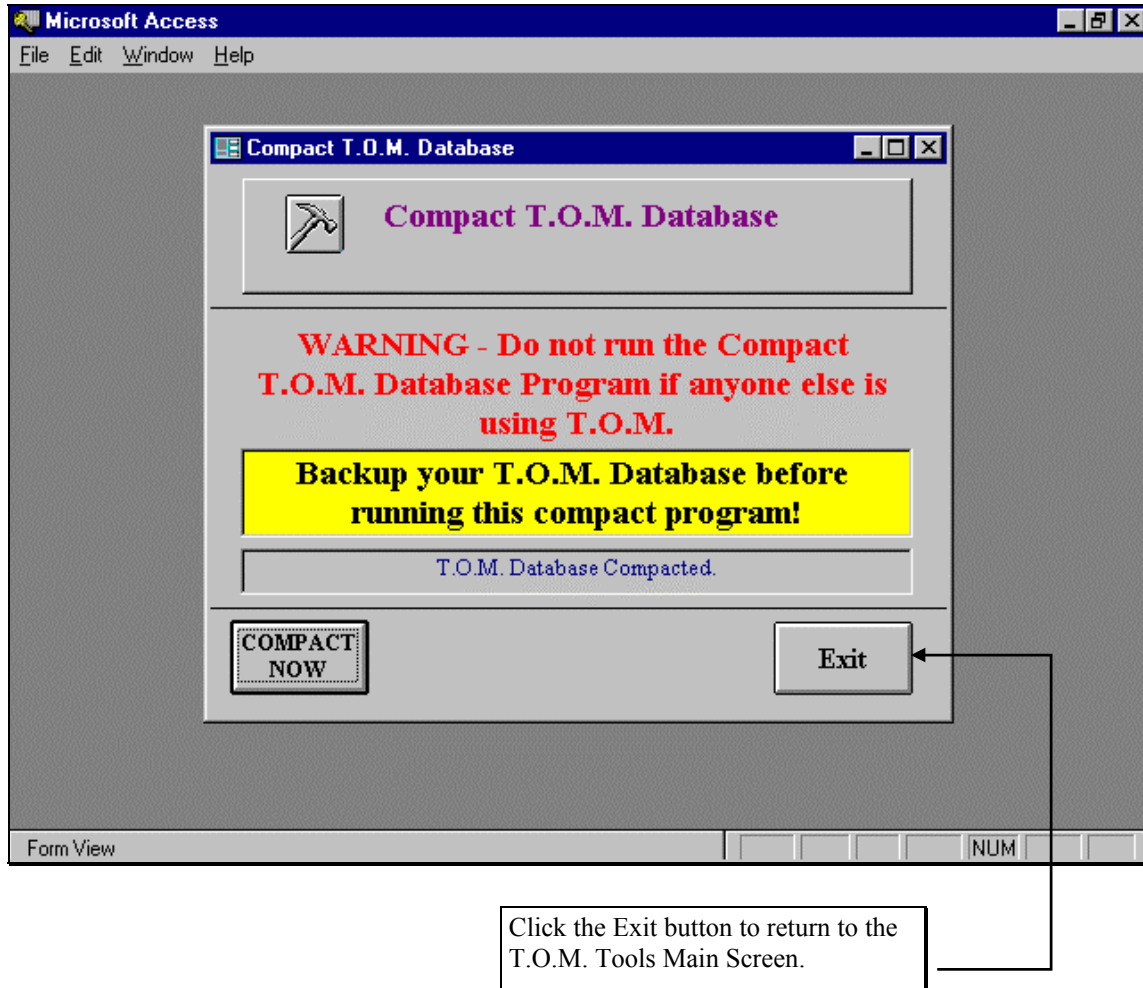 Microsoft Access
File Edit Window Help
Compact T.O.M. Database
Compact T.O.M. Database
WARNING - Do not run the Compact
T.O.M. Database Program if anyone else is
using T.O.M.
Backup your T.O.M. Database before
running this compact program!
T.O.M. Database Compacted.
COMPACT
NOW
Exit
Form View
NUM
Click the Exit button to return to the
T.O.M. Tools Main Screen.